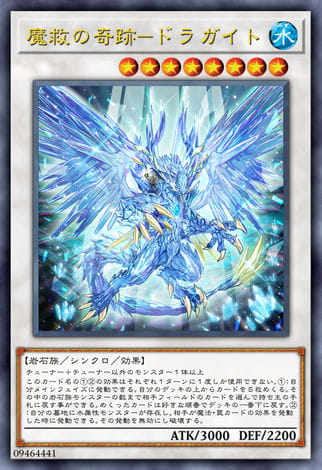 魔救の奇跡－ドラガイト
水
【岩石族／シンクロ／効果】
チューナー＋チューナー以外のモンスター１体以上
このカード名の①②の効果はそれぞれ１ターンに１度しか使用できない。①：自
分メインフェイズに発動できる。自分のデッキの上からカードを５枚めくる。そ
の中の岩石族モンスターの数まで相手フィールドのカードを選んで持ち主の手
札に戻す事ができる。めくったカードは好きな順番でデッキの一番下に戻す。②
：自分の墓地に水属性モンスターが存在し、相手が魔法・罠カードの効果を発動
した時に発動できる。その発動を無効にし破壊する。
ATK/3000 DEF/2200
09464441